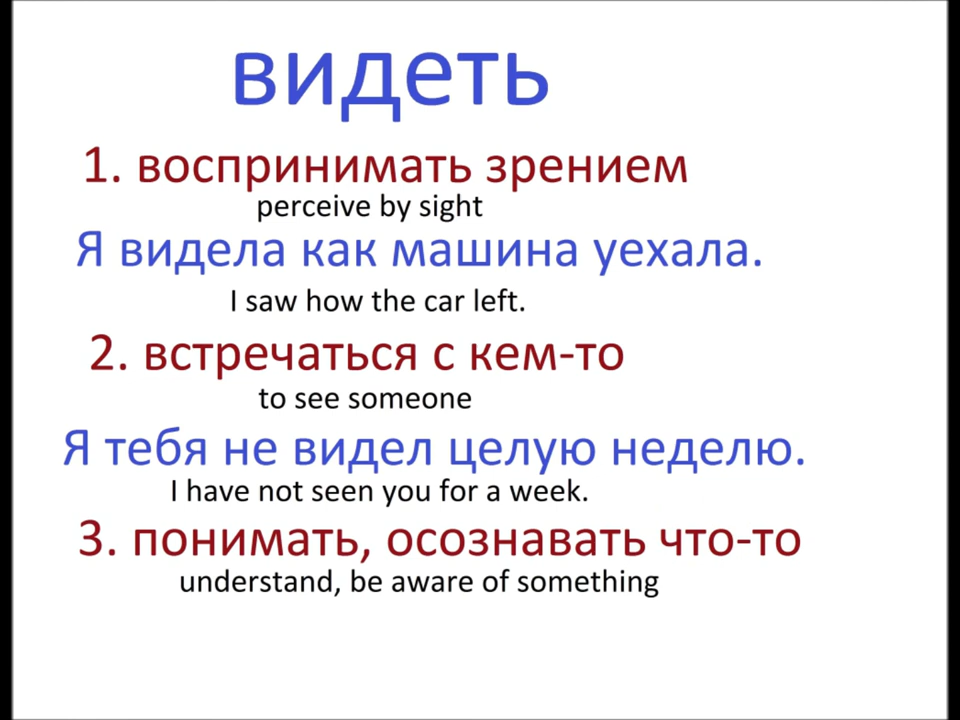 видеть
1. воспринимать зрением
perceive by sight
Я видела как машина уехала.
I saw how the car left.
2. встречаться с кем-то
to see someone
Я тебя не видел целую неделю.
I have not seen you for a week.
3. понимать, осознавать что-то
understand, be aware of something